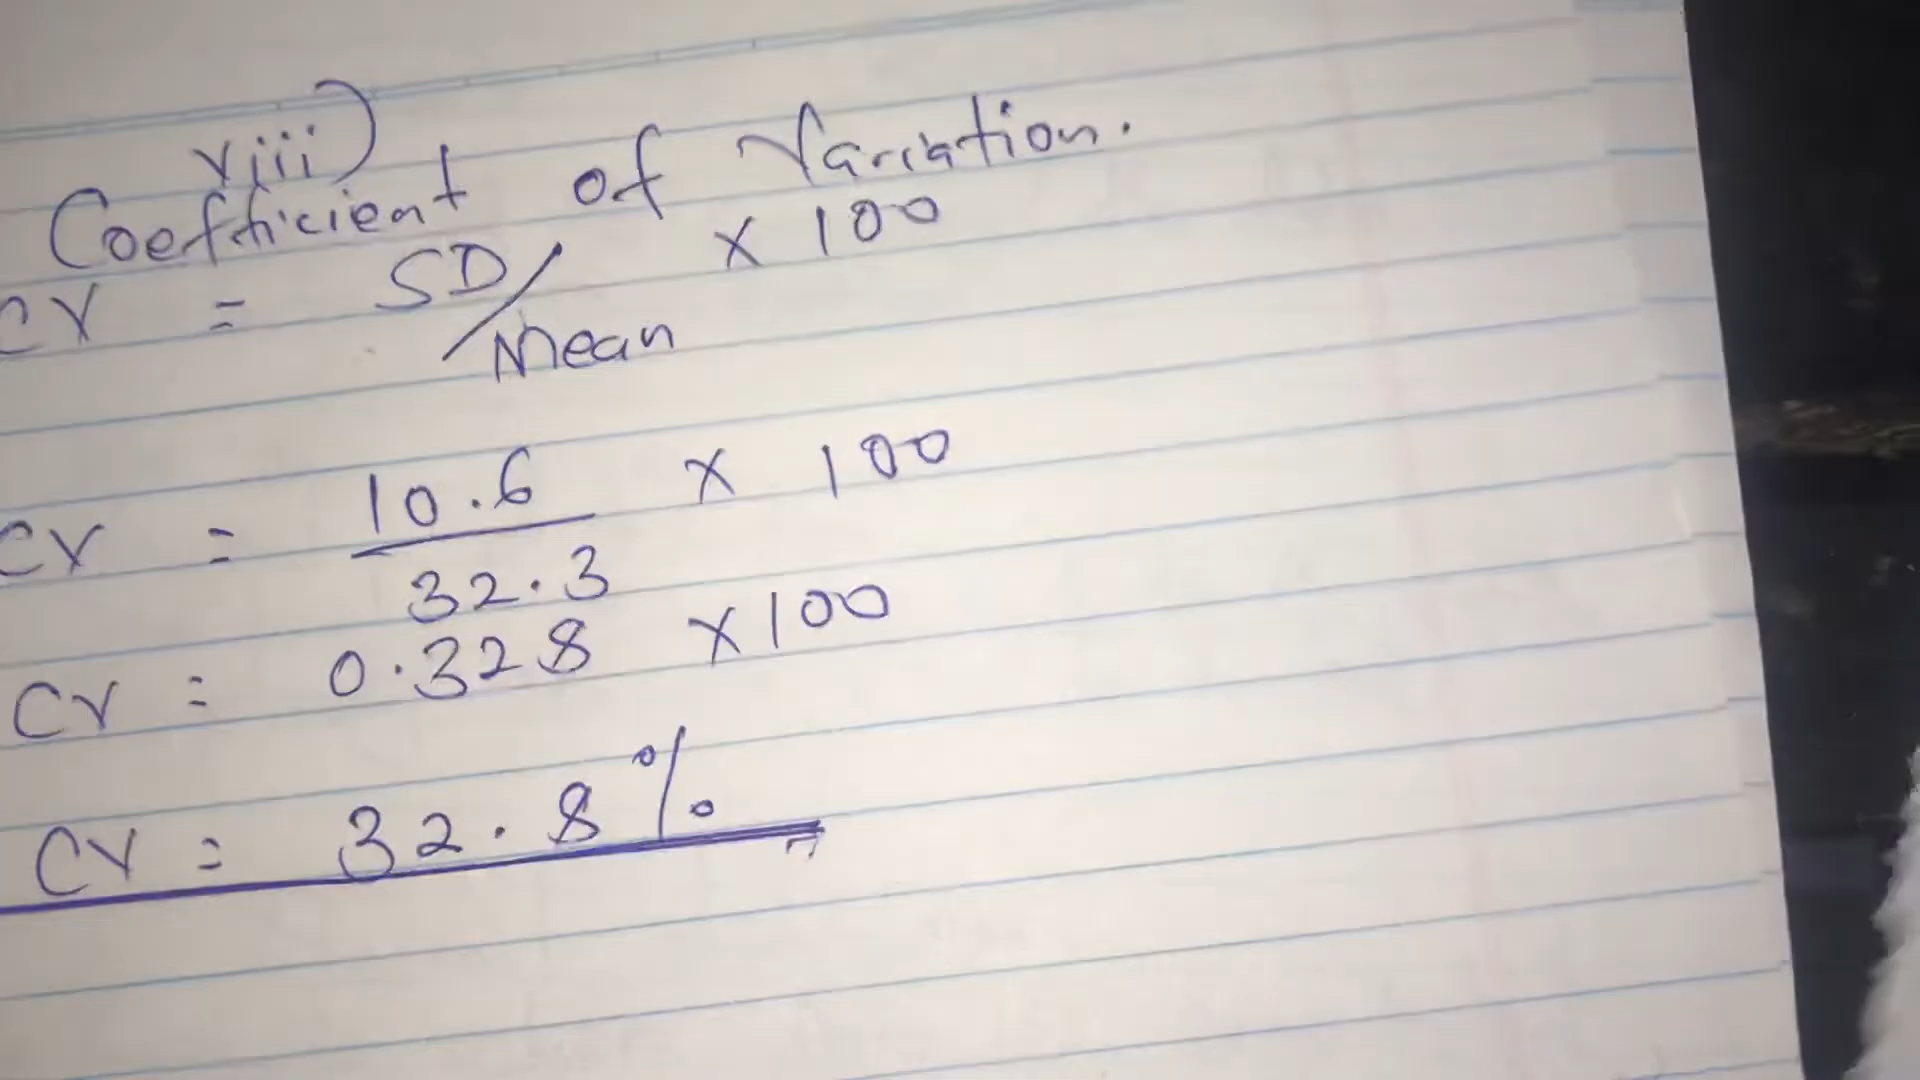 viii)
Coefficient of Variation.
CV = SD/Mean × 100
CV = 10.6/32.3 × 100
CV = 0.328 × 100
CV = 32.8%